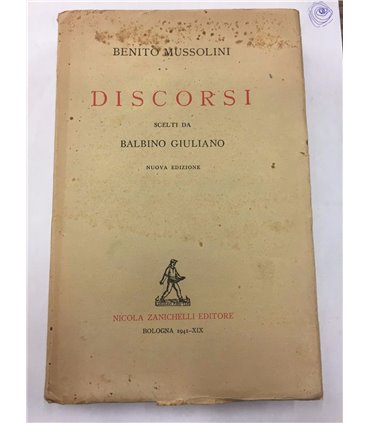 BENITO MUSSOLINI
DISCORSI
SCELTI DA
BALBINO GIULIANO
NUOVA EDIZIONE
NICOLA ZANICHELLI EDITORE
BOLOGNA 1941-XIX